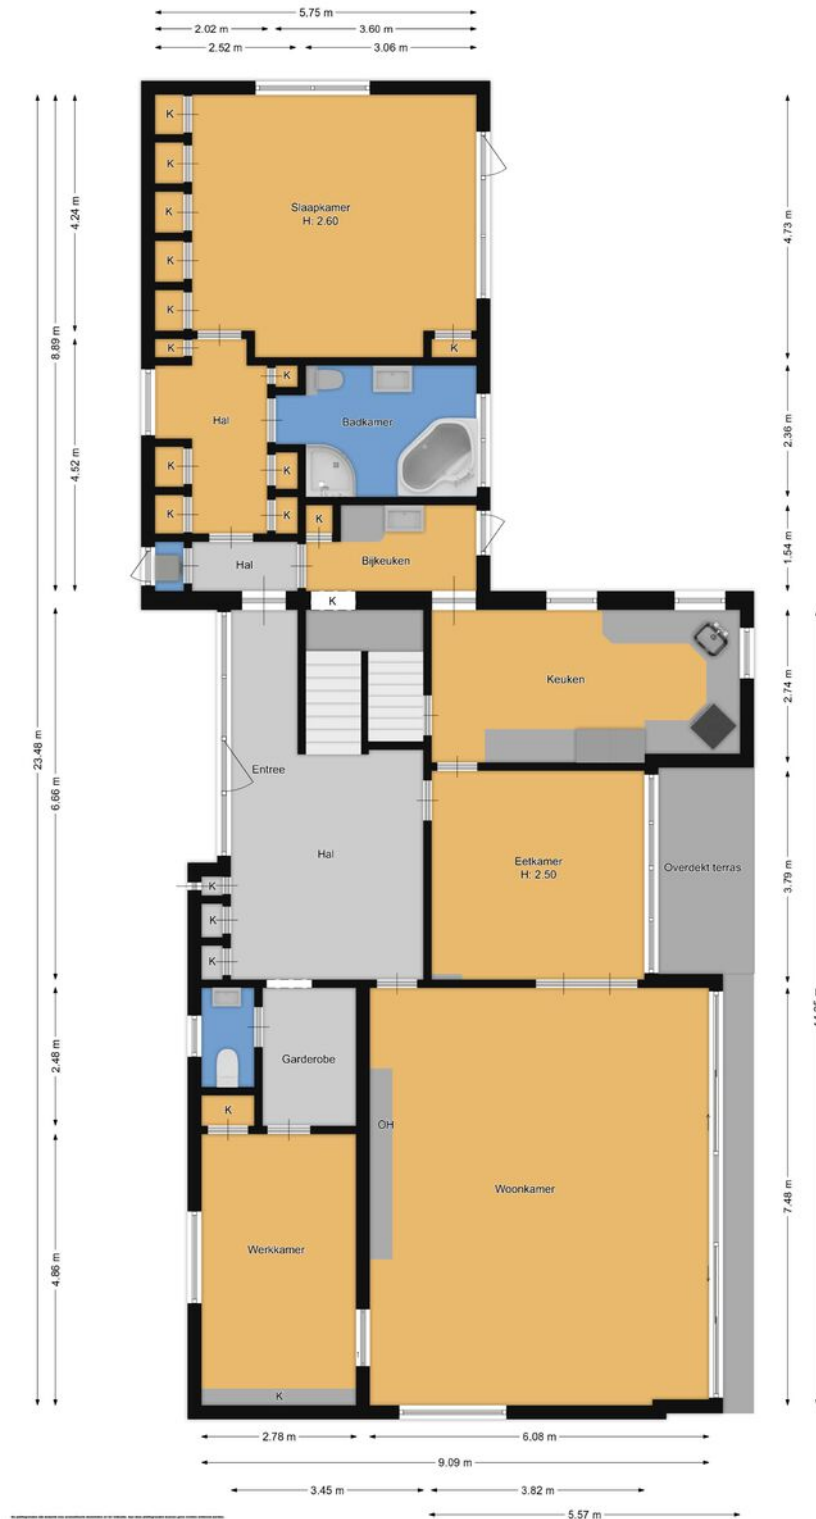 5.75 m
2.02 m
3.60 m
2.52 m
3.06 m
K
K
K
K
K
K
Slaapkamer
H: 2.60
K
4.24 m
8.89 m
4.73 m
K
Hal
Badkamer
2.36 m
4.52 m
K
K
K
K
K
Hal
Bijkeuken
1.54 m
K
Keuken
2.74 m
23.48 m
6.66 m
Entree
Hal
Eetkamer
H: 2.50
Overdekt terras
3.79 m
K
K
K
2.48 m
Garderobe
K
OH
Woonkamer
7.48 m
Werkkamer
4.86 m
K
2.78 m
6.08 m
9.09 m
3.45 m
3.82 m
5.57 m